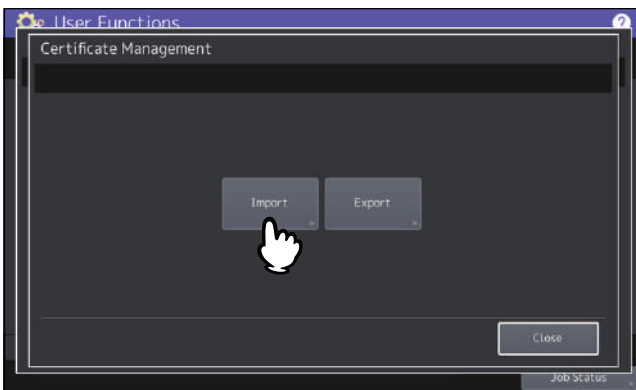 User Functions ?
Certificate Management
Import Export
Close
Job Status